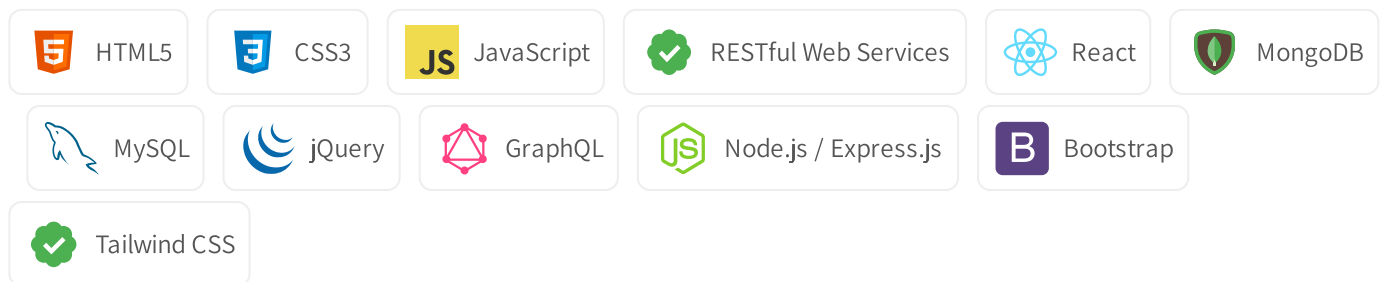 HTML5 CSS3 JS JavaScript RESTful Web Services React MongoDB
MySQL jQuery GraphQL JS Node.js / Express.js B Bootstrap
Tailwind CSS